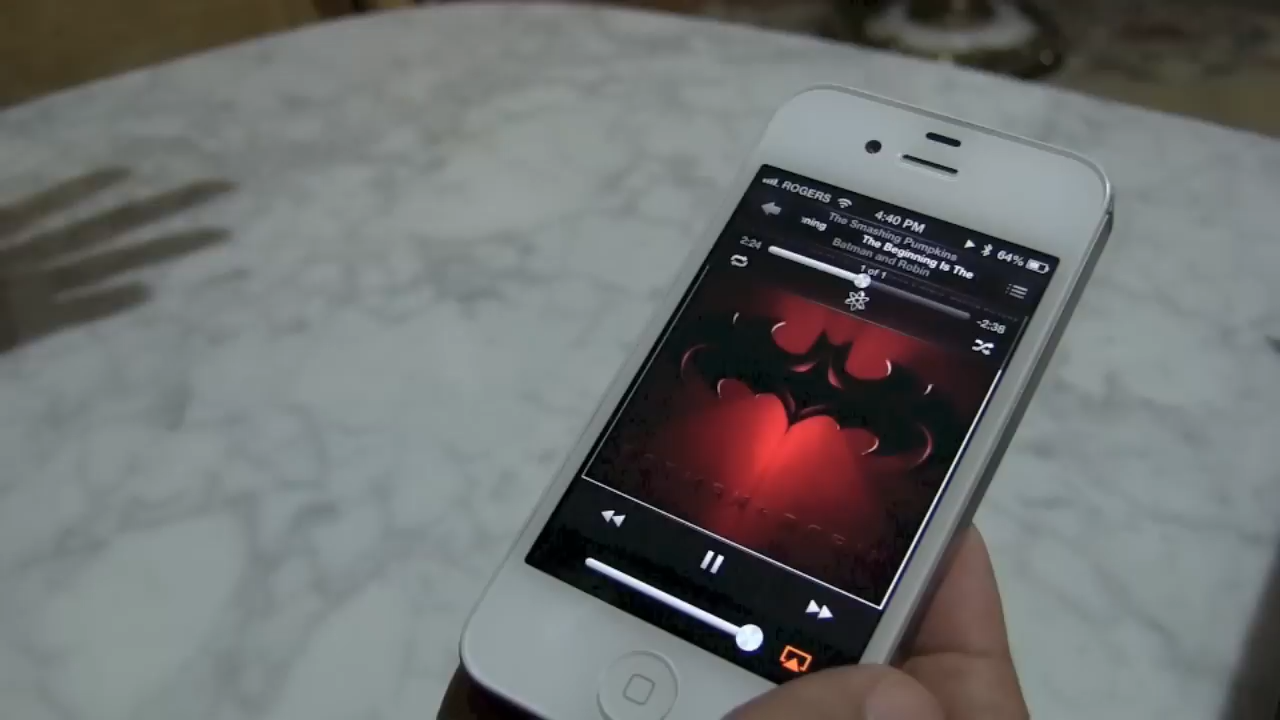 ROGERS 4:40 PM 64%
The Smashing Pumpkins
ning The Beginning Is The
Batman and Robin
2:24 -2:38
1 of 1